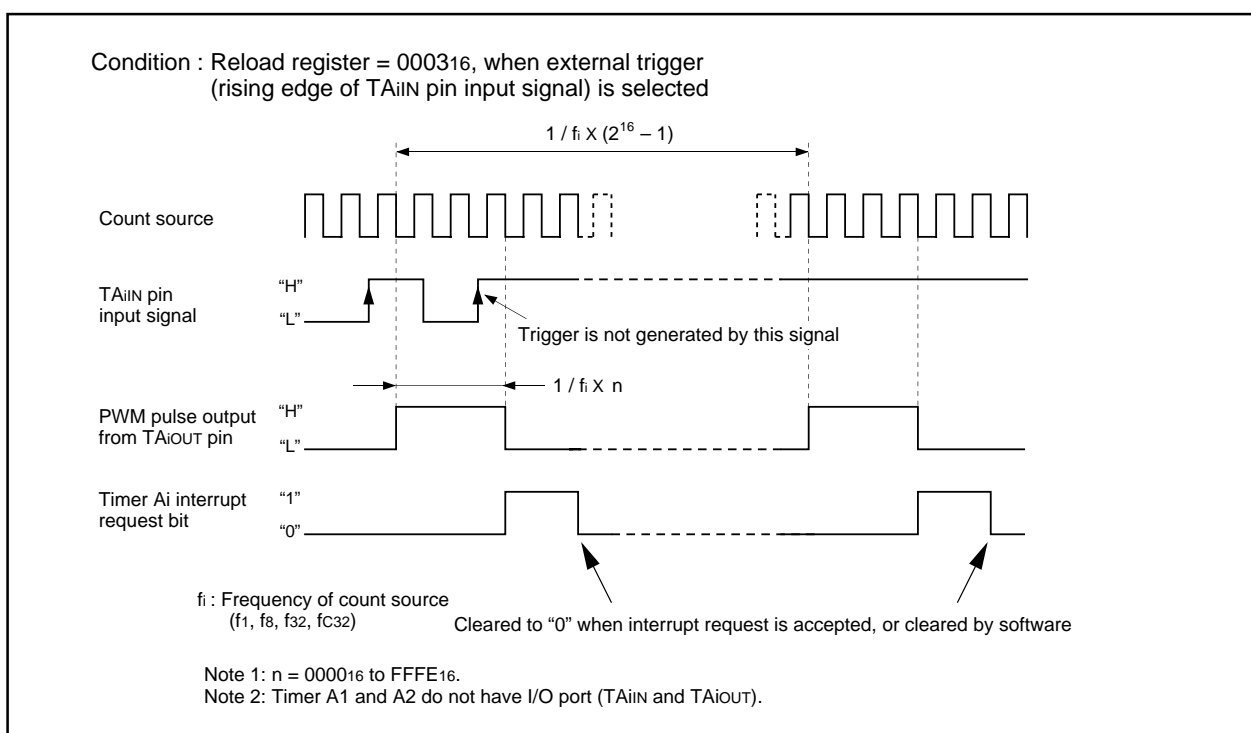 Condition : Reload register = 000316, when external trigger
(rising edge of TAiIN pin input signal) is selected
1 / fi X (2^16 – 1)
Count source
TAiIN pin
input signal
“H”
“L”
Trigger is not generated by this signal
1 / fi X n
PWM pulse output
from TAiOUT pin
“H”
“L”
Timer Ai interrupt
request bit
“1”
“0”
fi : Frequency of count source
(f1, f8, f32, fC32)
Cleared to “0” when interrupt request is accepted, or cleared by software
Note 1: n = 000016 to FFFE16.
Note 2: Timer A1 and A2 do not have I/O port (TAiIN and TAiOUT).